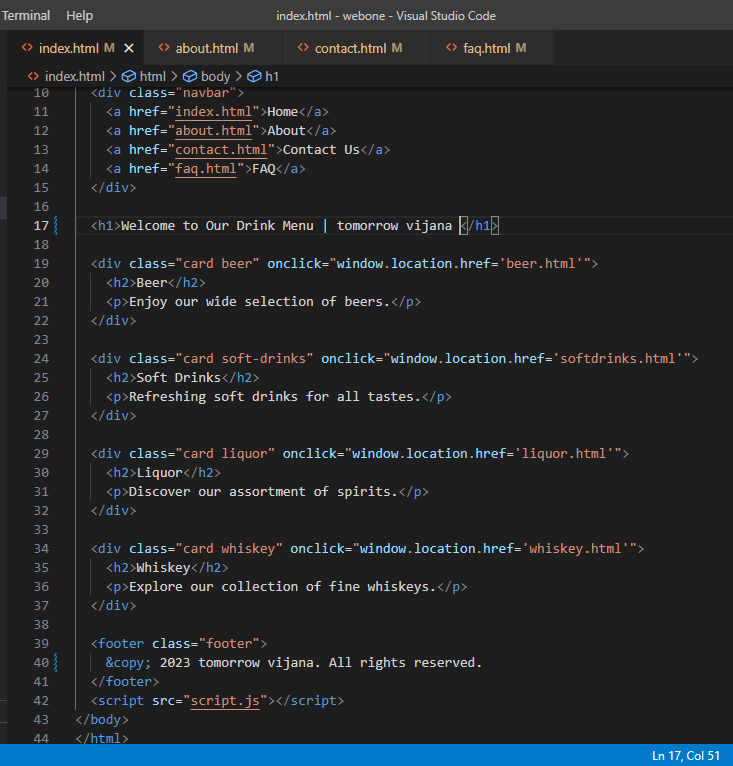 Terminal Help index.html - webone - Visual Studio Code
index.html M about.html M contact.html M faq.html M
index.html > html > body > h1
10 <div class="navbar">
11 <a href="index.html">Home</a>
12 <a href="about.html">About</a>
13 <a href="contact.html">Contact Us</a>
14 <a href="faq.html">FAQ</a>
15 </div>
16
17 <h1>Welcome to Our Drink Menu | tomorrow vijana </h1>
18
19 <div class="card beer" onclick="window.location.href='beer.html'">
20 <h2>Beer</h2>
21 <p>Enjoy our wide selection of beers.</p>
22 </div>
23
24 <div class="card soft-drinks" onclick="window.location.href='softdrinks.html'">
25 <h2>Soft Drinks</h2>
26 <p>Refreshing soft drinks for all tastes.</p>
27 </div>
28
29 <div class="card liquor" onclick="window.location.href='liquor.html'">
30 <h2>Liquor</h2>
31 <p>Discover our assortment of spirits.</p>
32 </div>
33
34 <div class="card whiskey" onclick="window.location.href='whiskey.html'">
35 <h2>Whiskey</h2>
36 <p>Explore our collection of fine whiskeys.</p>
37 </div>
38
39 <footer class="footer">
40 &copy; 2023 tomorrow vijana. All rights reserved.
41 </footer>
42 <script src="script.js"></script>
43 </body>
44 </html>
Ln 17, Col 51